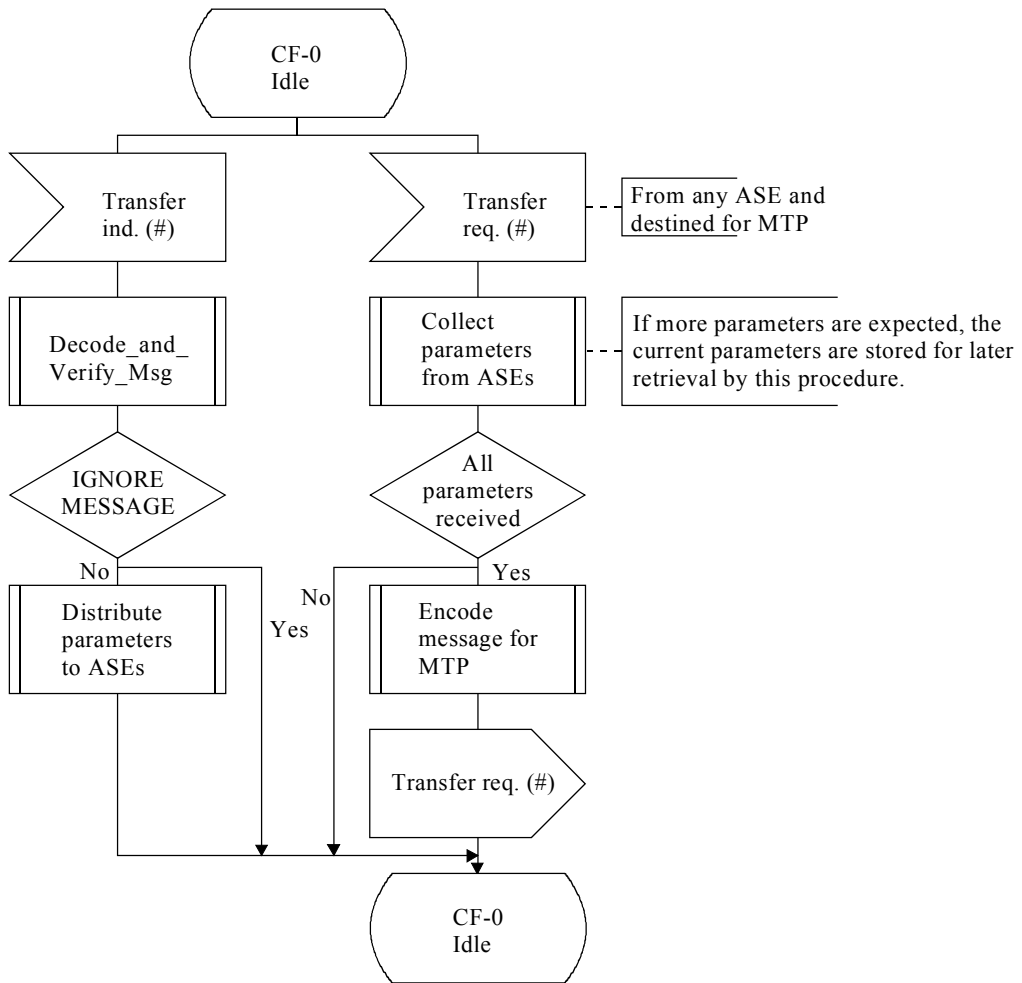 CF-0
Idle
Transfer
ind. (#)
Transfer
req. (#)
From any ASE and
destined for MTP
Decode_and_
Verify_Msg
Collect
parameters
from ASEs
If more parameters are expected, the
current parameters are stored for later
retrieval by this procedure.
IGNORE
MESSAGE
All
parameters
received
No
Yes
No
Yes
Distribute
parameters
to ASEs
Encode
message for
MTP
Transfer req. (#)
CF-0
Idle